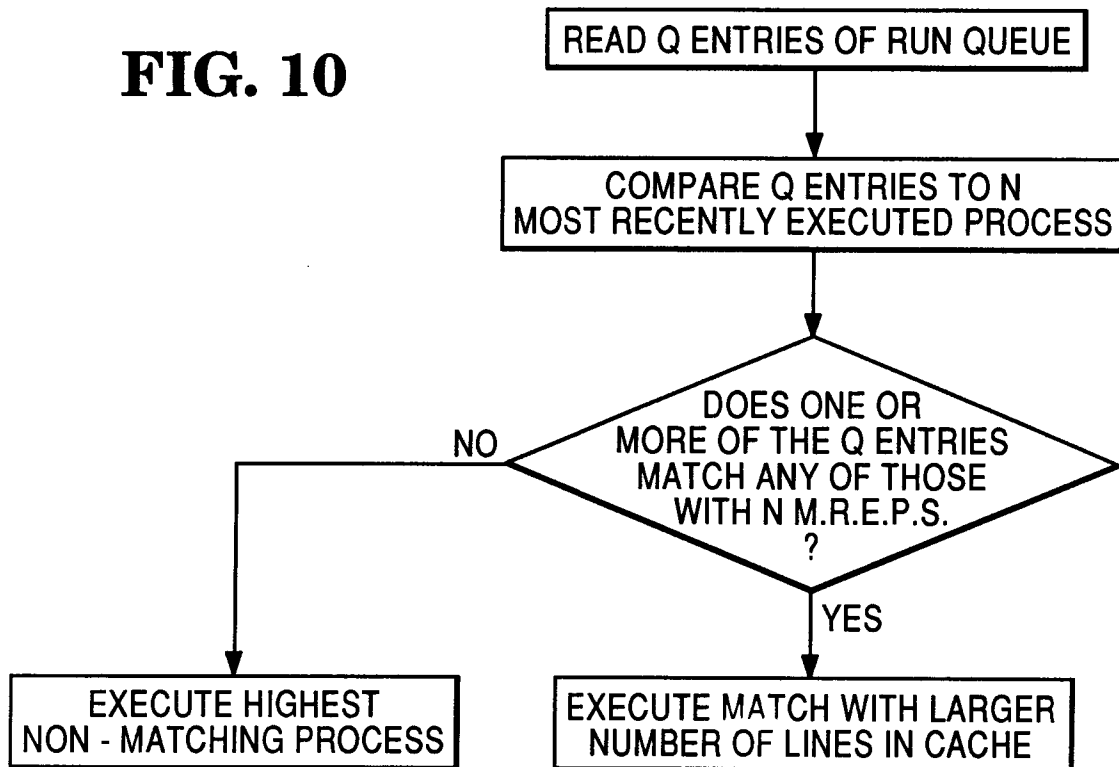 FIG. 10
READ Q ENTRIES OF RUN QUEUE
COMPARE Q ENTRIES TO N
MOST RECENTLY EXECUTED PROCESS
DOES ONE OR
MORE OF THE Q ENTRIES
MATCH ANY OF THOSE
WITH N M.R.E.P.S.
?
NO
YES
EXECUTE HIGHEST
NON - MATCHING PROCESS
EXECUTE MATCH WITH LARGER
NUMBER OF LINES IN CACHE